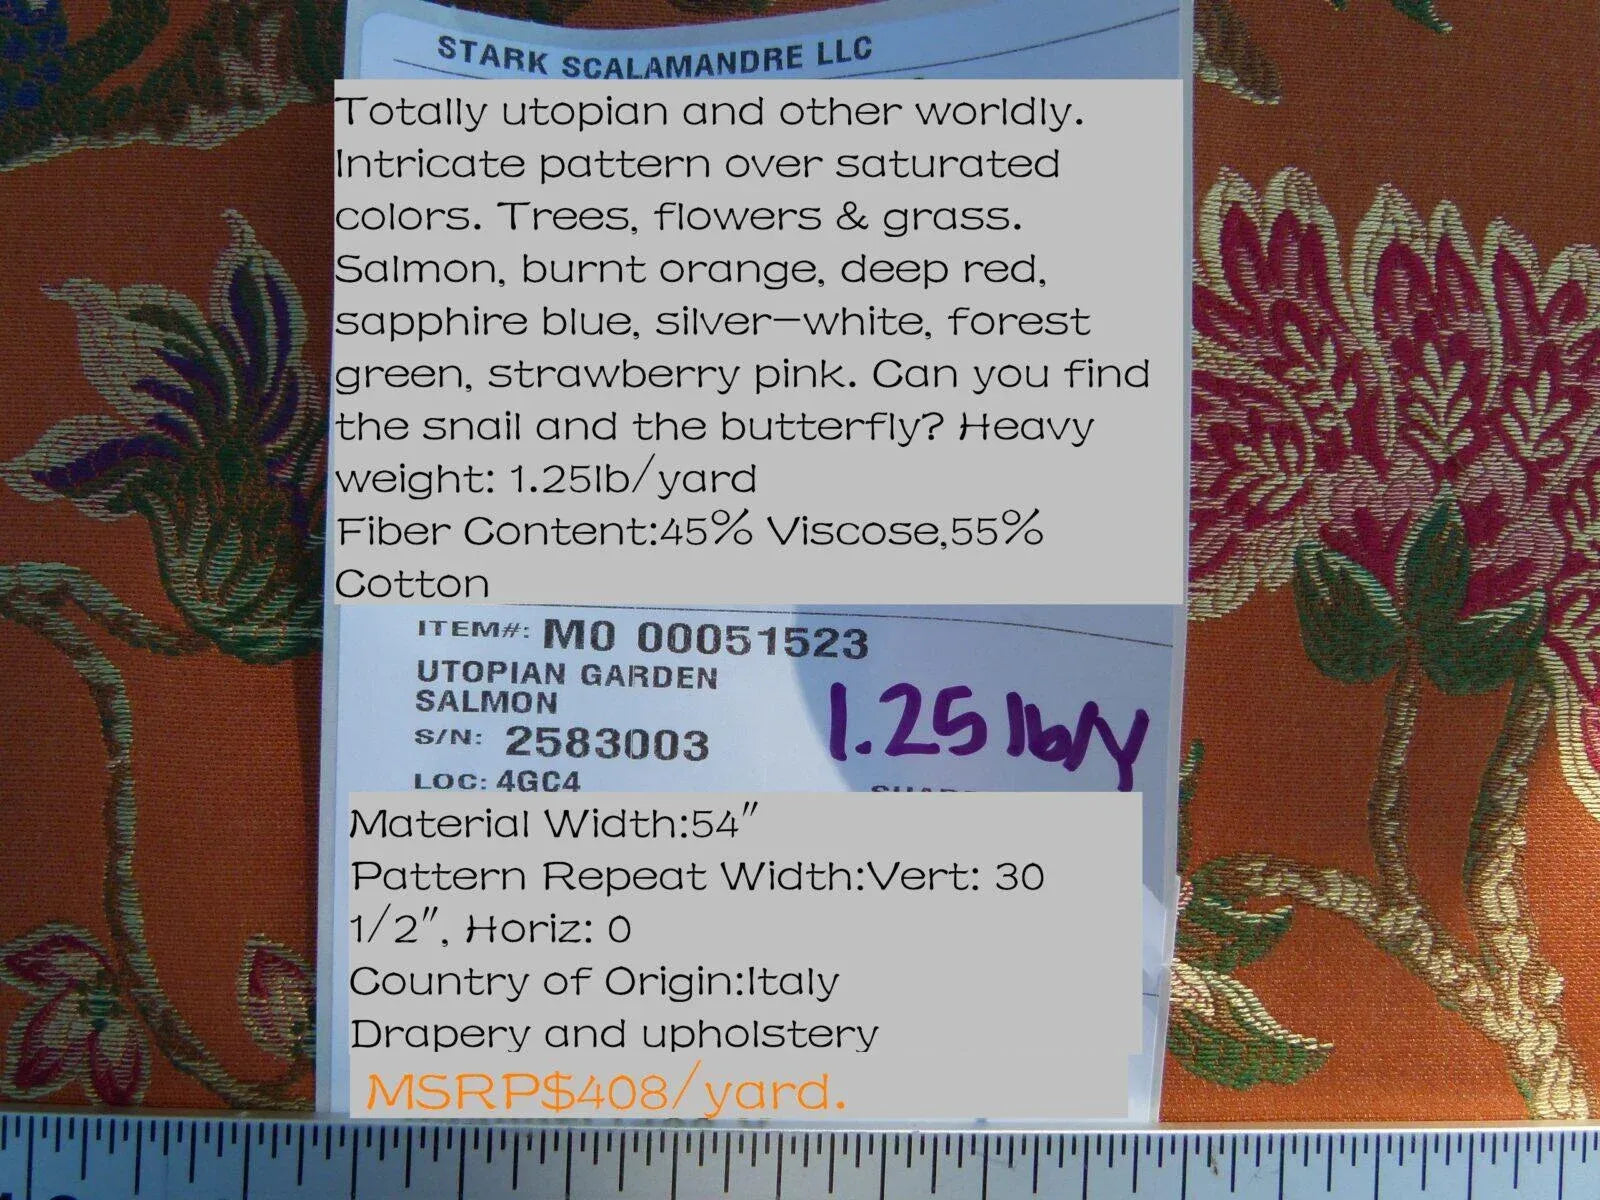 STARK SCALAMANDRE LLC
Totally utopian and other worldly.
Intricate pattern over saturated
colors. Trees, flowers & grass.
Salmon, burnt orange, deep red,
sapphire blue, silver-white, forest
green, strawberry pink. Can you find
the snail and the butterfly? Heavy
weight: 1.25lb/yard
Fiber Content:45% Viscose,55%
Cotton
ITEM#: MO 00051523
UTOPIAN GARDEN
SALMON
S/N: 2583003
1.25 lb/y
LOC: 4GC4
Material Width:54"
Pattern Repeat Width:Vert: 30
1/2", Horiz: 0
Country of Origin:Italy
Drapery and upholstery
MSRP$408/yard.